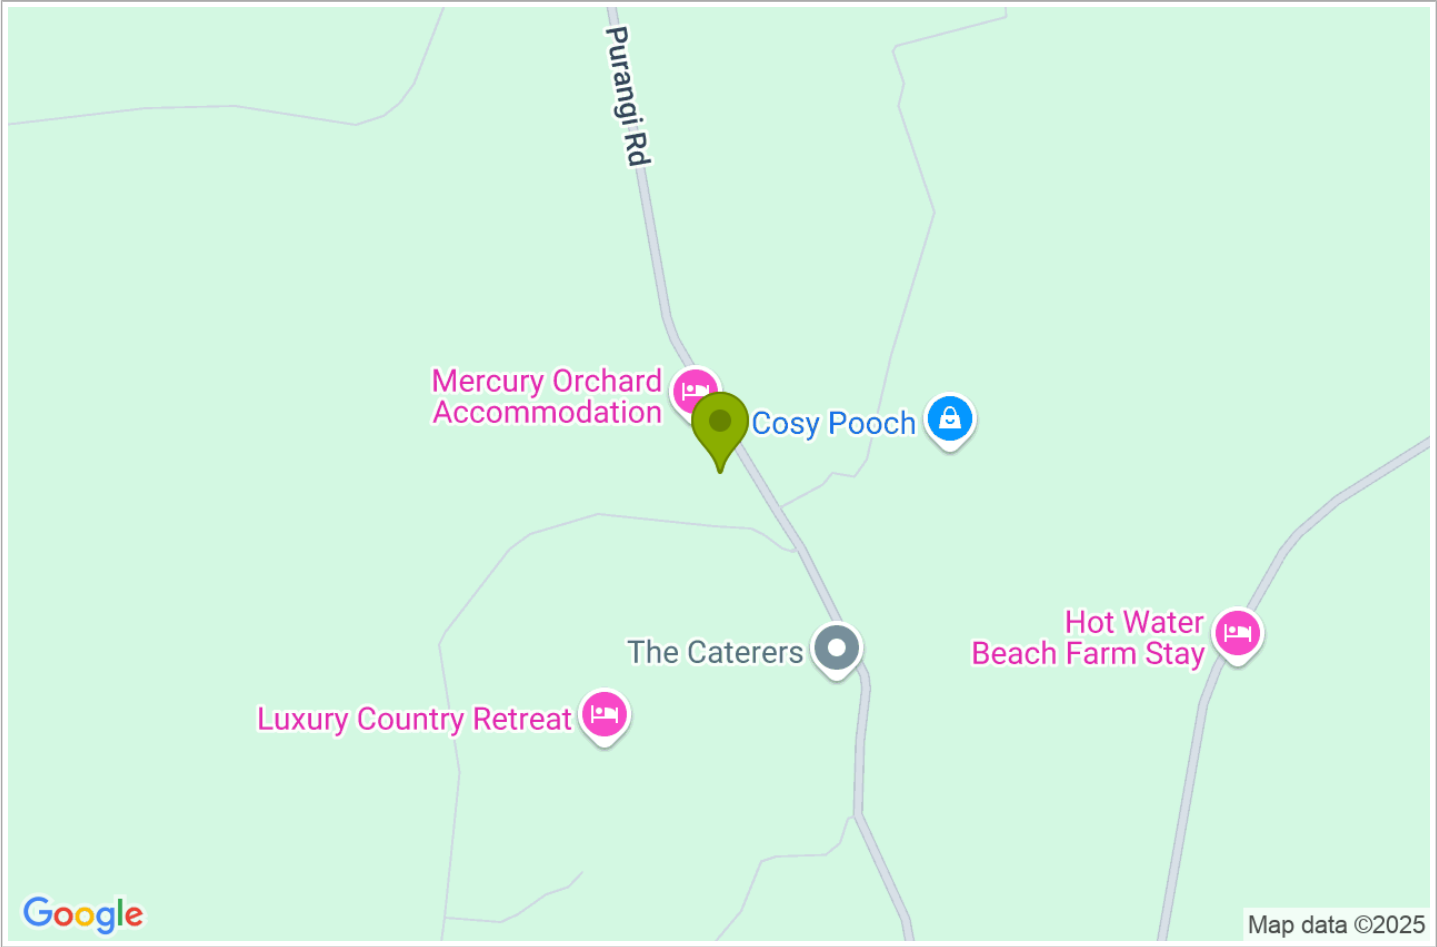 Purangi Rd
Mercury Orchard
Accommodation
Cosy Pooch
Hot Water
Beach Farm Stay
The Caterers
Luxury Country Retreat
Google
Map data ©2025